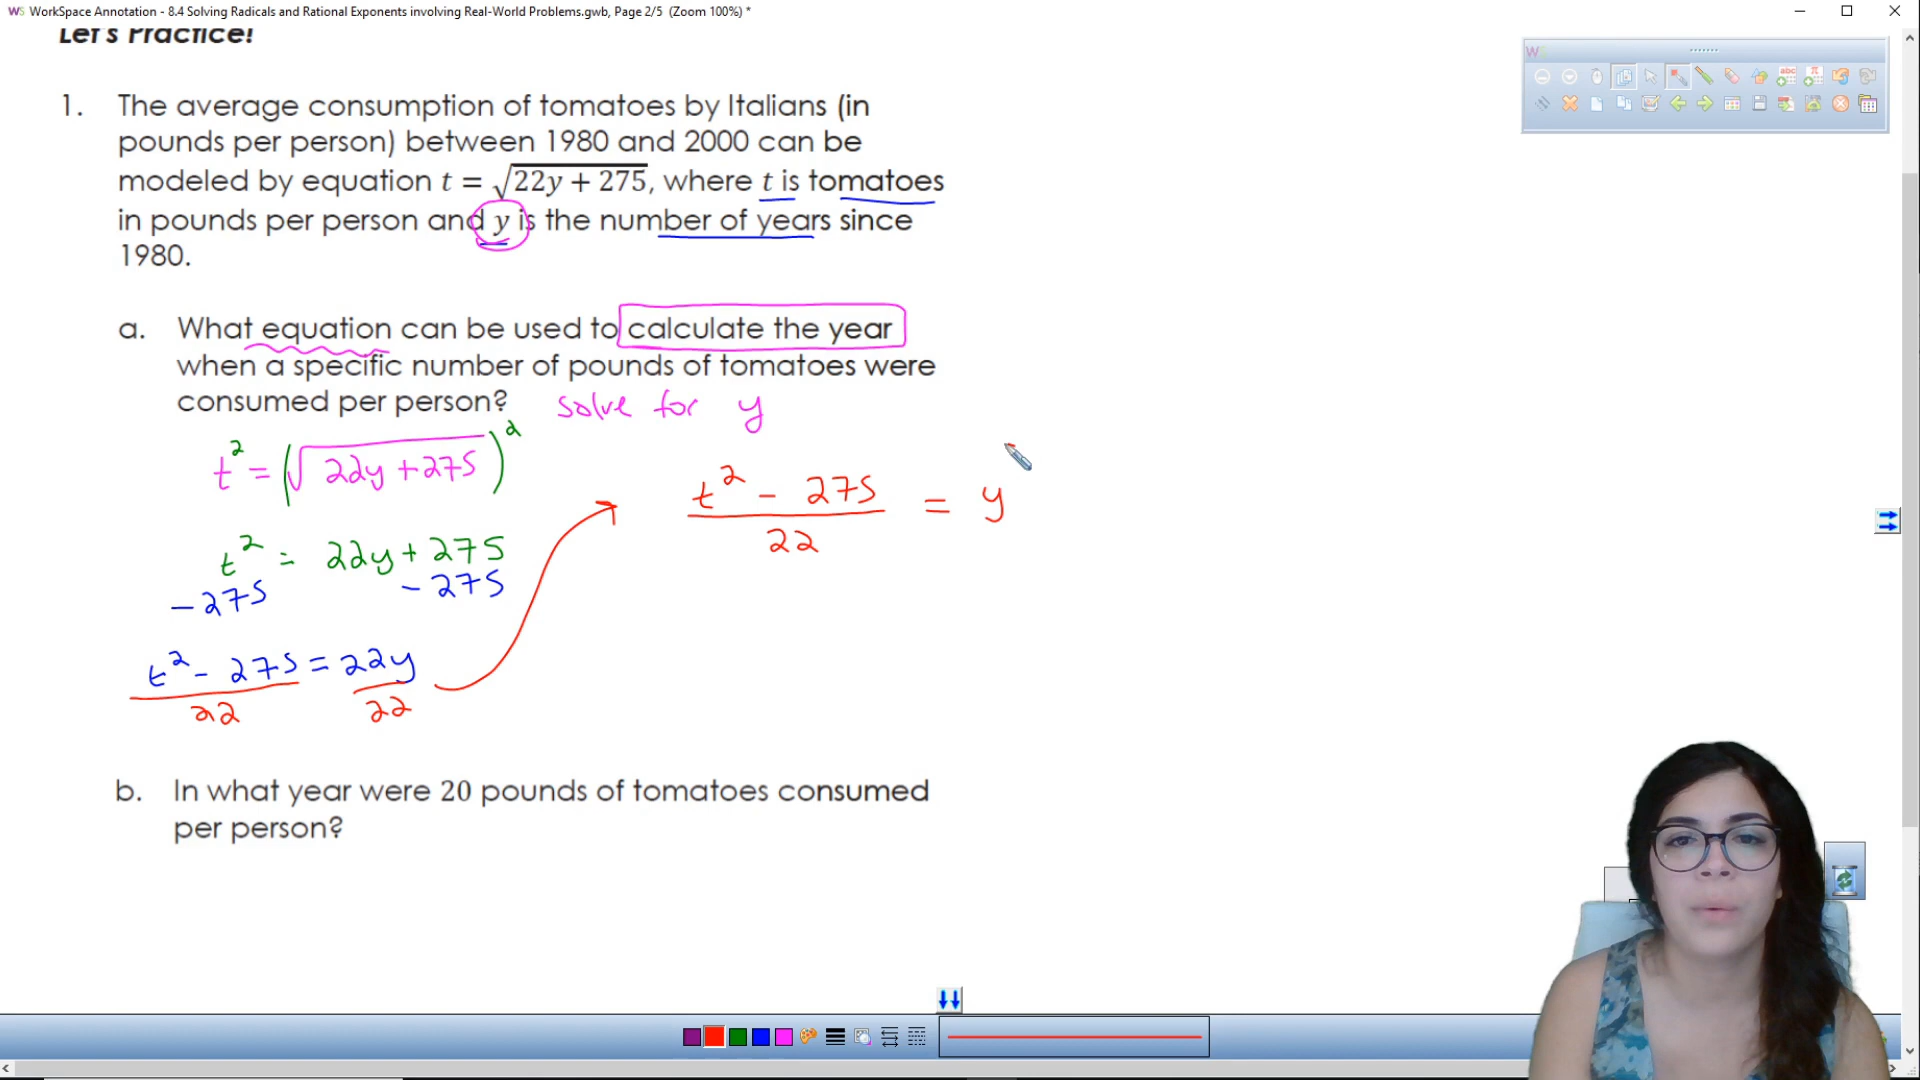 WS WorkSpace Annotation - 8.4 Solving Radicals and Rational Exponents involving Real-World Problems.gwb, Page 2/5 (Zoom 100%) *
Let's Practice!
1. The average consumption of tomatoes by Italians (in
pounds per person) between 1980 and 2000 can be
modeled by equation t = √22y + 275, where t is tomatoes
in pounds per person and y is the number of years since
1980.
a. What equation can be used to calculate the year
when a specific number of pounds of tomatoes were
consumed per person? solve for y
t² = (√22y + 275)²
t² = 22y + 275
- 275 - 275
t² - 275 = 22y
22 22
t² - 275 = y
22
b. In what year were 20 pounds of tomatoes consumed
per person?